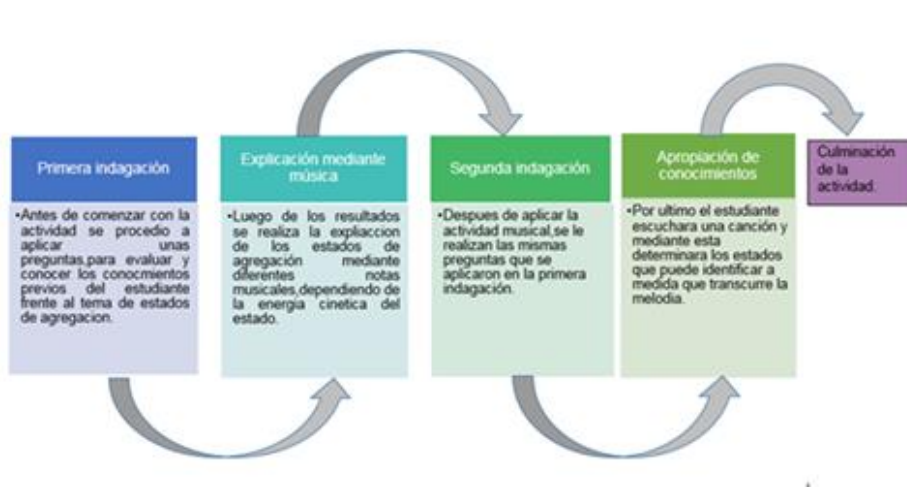 Primera indagación
•Antes de comenzar con la
actividad se procedio a
aplicar unas
preguntas,para evaluar y
conocer los conocmientos
previos del estudiante
frente al tema de estados
de agregacion.
Explicación mediante
música
•Luego de los resultados
se realiza la expliaccion
de los estados de
agregación mediante
diferentes notas
musicales,dependiendo de
la energia cinetica del
estado.
Segunda indagación
•Despues de aplicar la
actividad musical,se le
realizan las mismas
preguntas que se
aplicaron en la primera
indagación.
Apropiación de
conocimientos
•Por ultimo el estudiante
escuchara una canción y
mediante esta
determinara los estados
que puede identificar a
medida que transcurre la
melodia.
Culminación
de la
actividad.